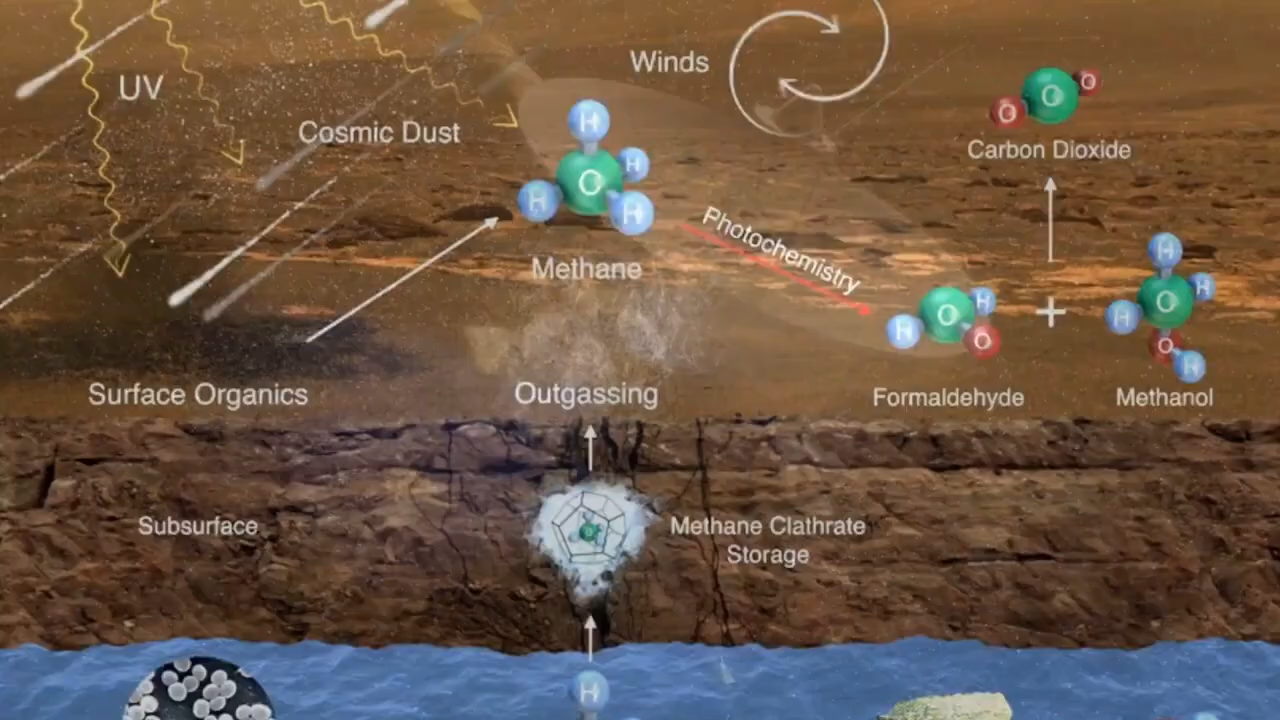 Winds
UV
Cosmic Dust
O
C
O
Carbon Dioxide
H
H
C
H
H
Methane
Photochemistry
H
C
H
O
Formaldehyde
+
H
H
C
H
O
H
Methanol
Surface Organics
Outgassing
Subsurface
Methane Clathrate
Storage
H